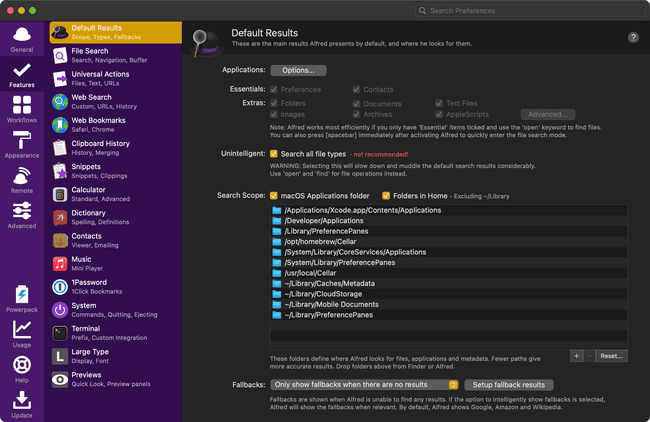 Search Preferences
General
Features
Workflows
Appearance
Remote
Advanced
Powerpack
Usage
Help
Update
Default Results
Scope, Types, Fallbacks
File Search
Search, Navigation, Buffer
Universal Actions
Files, Text, URLs
Web Search
Custom, URLs, History
Web Bookmarks
Safari, Chrome
Clipboard History
History, Merging
Snippets
Snippets, Clippings
Calculator
Standard, Advanced
Dictionary
Spelling, Definitions
Contacts
Viewer, Emailing
Music
Mini Player
1Password
1Click Bookmarks
System
Commands, Quitting, Ejecting
Terminal
Prefix, Custom Integration
Large Type
Display, Font
Previews
Quick Look, Preview panels
Default Results
These are the main results Alfred presents by default, and where he looks for them.
?
Applications: Options...
Essentials: Preferences Contacts
Extras: Folders Documents Text Files
Images Archives AppleScripts Advanced...
Note: Alfred works most efficiently if you only have 'Essential' items ticked and use the 'open' keyword to find files.
You can also press [spacebar] immediately after activating Alfred to quickly enter the file search mode.
Unintelligent: Search all file types - not recommended!
WARNING: Selecting this will slow down and muddle the default search results considerably.
Use 'open' and 'find' for file operations instead.
Search Scope: macOS Applications folder Folders in Home - Excluding ~/Library
/Applications/Xcode.app/Contents/Applications
/Developer/Applications
/Library/PreferencePanes
/opt/homebrew/Cellar
/System/Library/CoreServices/Applications
/System/Library/PreferencePanes
/usr/local/Cellar
~/Library/Caches/Metadata
~/Library/CloudStorage
~/Library/Mobile Documents
~/Library/PreferencePanes
These folders define where Alfred looks for files, applications and metadata. Fewer paths give
more accurate results. Drop folders above from Finder or Alfred.
+ − Reset...
Fallbacks: Only show fallbacks when there are no results Setup fallback results
Fallbacks are shown when Alfred is unable to find any results. If the option to intelligently show fallbacks is selected,
Alfred will show the fallbacks when relevant. By default, Alfred shows Google, Amazon and Wikipedia.